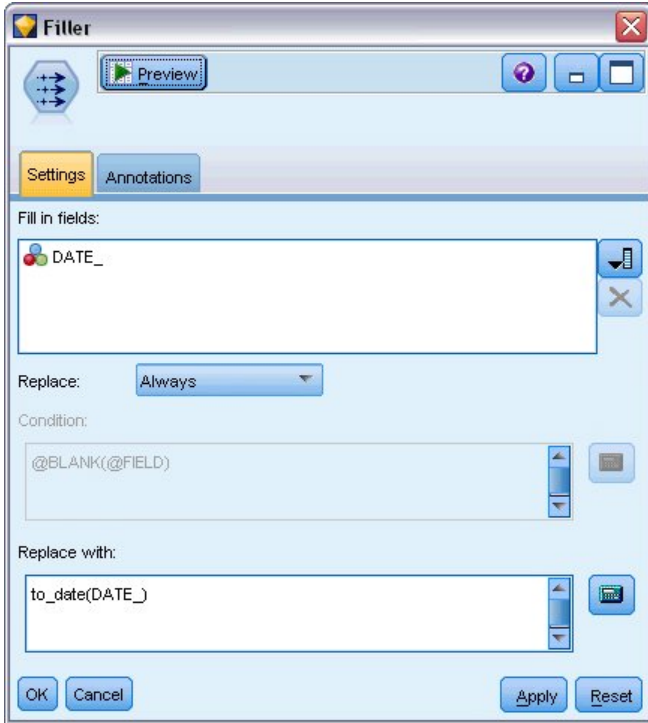 Filler
Preview
Settings Annotations
Fill in fields:
DATE_
Replace: Always
Condition:
@BLANK(@FIELD)
Replace with:
to_date(DATE_)
OK Cancel Apply Reset